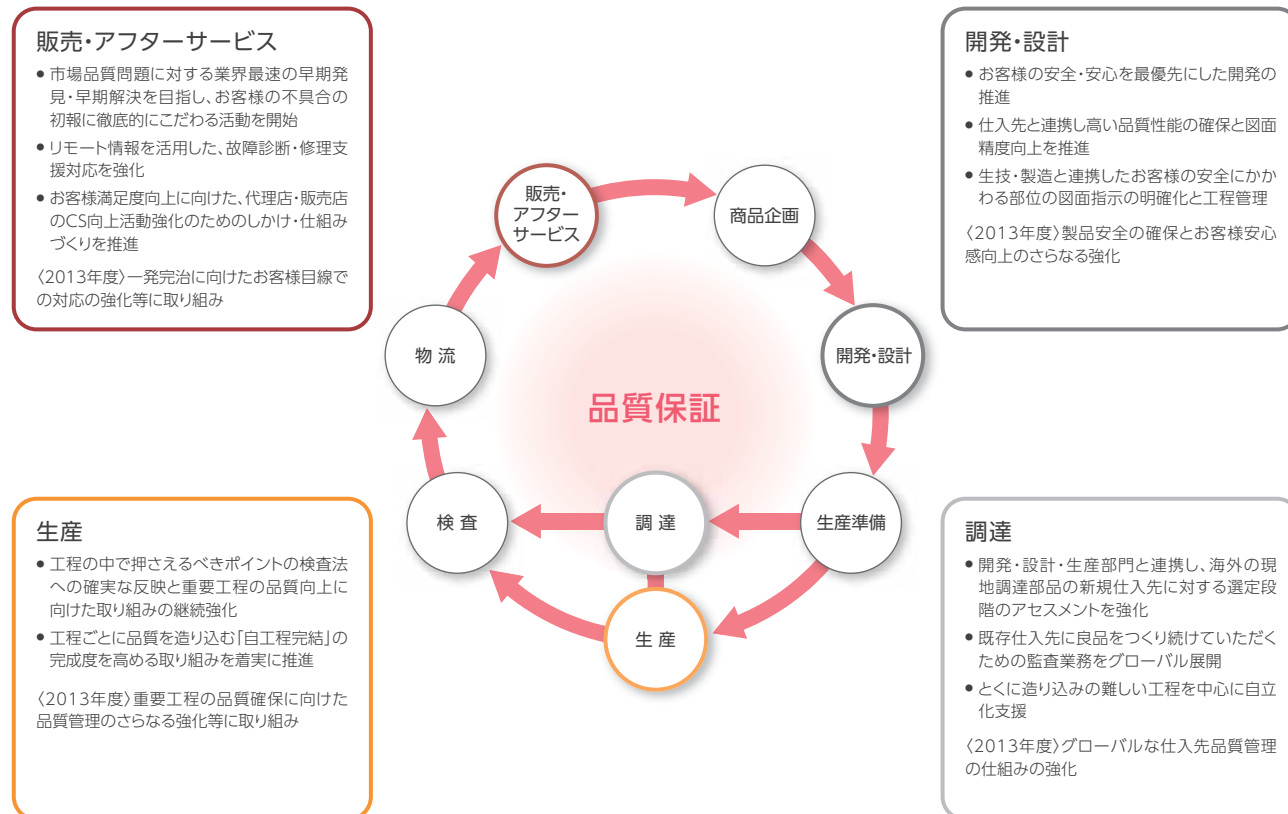 販売・アフターサービス
● 市場品質問題に対する業界最速の早期発
見・早期解決を目指し、お客様の不具合の
初報に徹底的にこだわる活動を開始
● リモート情報を活用した、故障診断・修理支
援対応を強化
● お客様満足度向上に向けた、代理店・販売店
のCS向上活動強化のためのしかけ・仕組み
づくりを推進
〈2013年度〉一発完治に向けたお客様目線で
の対応の強化等に取り組み
開発・設計
● お客様の安全・安心を最優先にした開発の
推進
● 仕入先と連携し高い品質性能の確保と図面
精度向上を推進
● 生技・製造と連携したお客様の安全にかか
わる部位の図面指示の明確化と工程管理
〈2013年度〉製品安全の確保とお客様安心
感向上のさらなる強化
販売・
アフター
サービス
商品企画
物 流
開発・設計
品質保証
検 査
調 達
生産準備
生 産
生産
● 工程の中で押さえるべきポイントの検査法
への確実な反映と重要工程の品質向上に
向けた取り組みの継続強化
● 工程ごとに品質を造り込む「自工程完結」の
完成度を高める取り組みを着実に推進
〈2013年度〉重要工程の品質確保に向けた
品質管理のさらなる強化等に取り組み
調達
● 開発・設計・生産部門と連携し、海外の現
地調達部品の新規仕入先に対する選定段
階のアセスメントを強化
● 既存仕入先に良品をつくり続けていただく
ための監査業務をグローバル展開
● とくに造り込みの難しい工程を中心に自立
化支援
〈2013年度〉グローバルな仕入先品質管理
の仕組みの強化